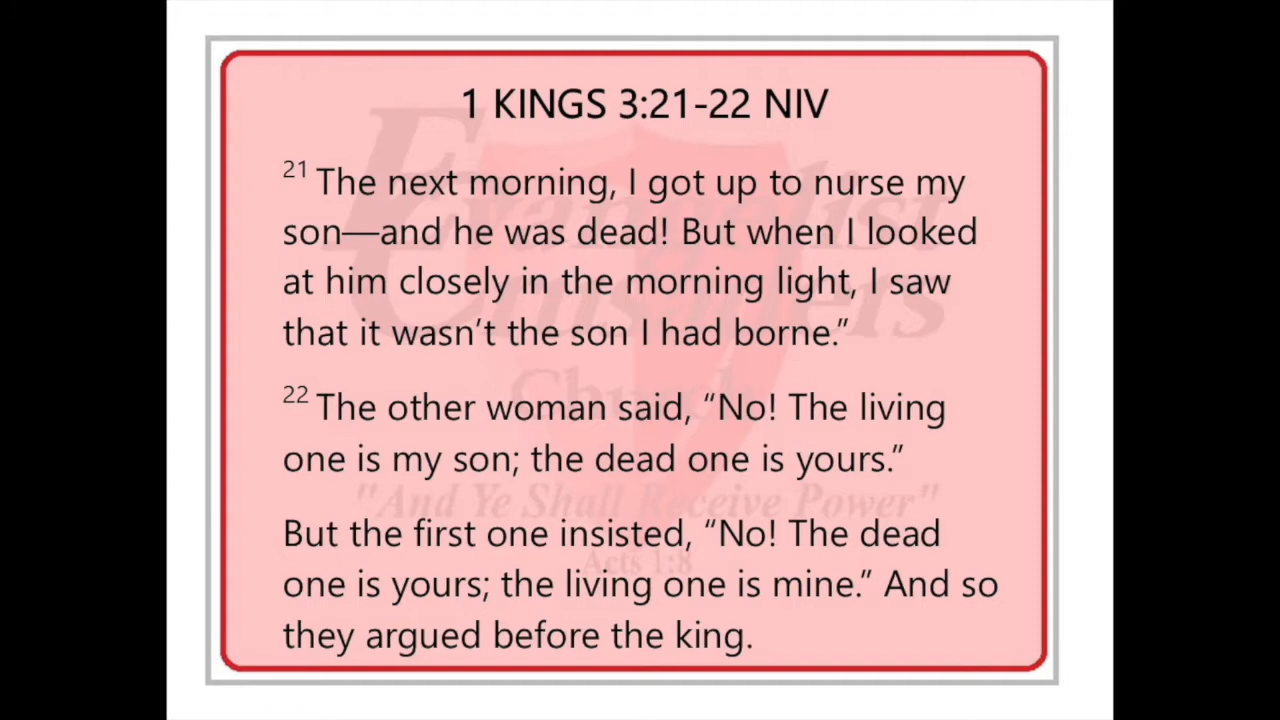 1 KINGS 3:21-22 NIV
21 The next morning, I got up to nurse my
son—and he was dead! But when I looked
at him closely in the morning light, I saw
that it wasn’t the son I had borne.”
22 The other woman said, “No! The living
one is my son; the dead one is yours.”
But the first one insisted, “No! The dead
one is yours; the living one is mine.” And so
they argued before the king.
Evangelist
Church
"And Ye Shall Receive Power"
Acts 1:8